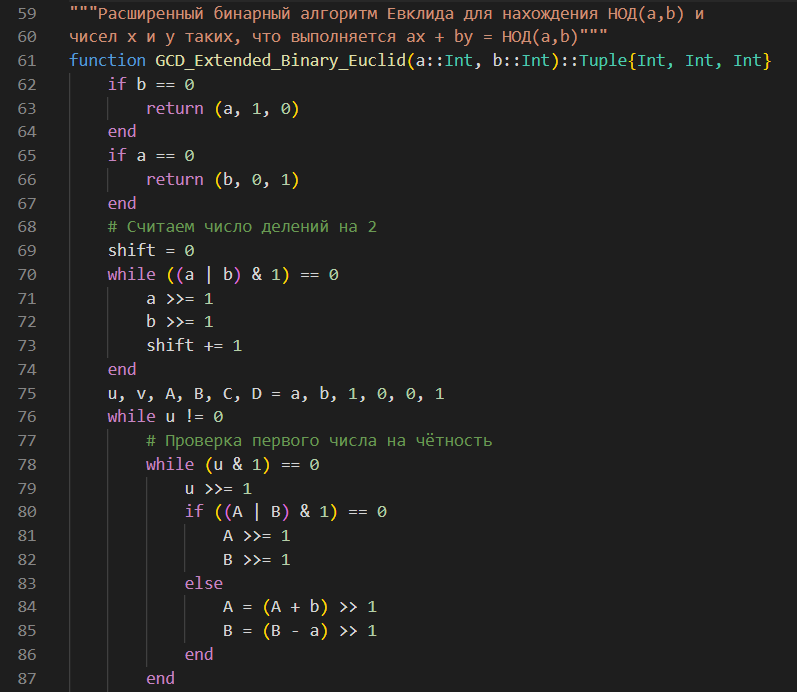 59 """Расширенный бинарный алгоритм Евклида для нахождения НОД(a,b) и
60 чисел x и y таких, что выполняется ax + by = НОД(a,b)"""
61 function GCD_Extended_Binary_Euclid(a::Int, b::Int)::Tuple{Int, Int, Int}
62     if b == 0
63         return (a, 1, 0)
64     end
65     if a == 0
66         return (b, 0, 1)
67     end
68     # Считаем число делений на 2
69     shift = 0
70     while ((a | b) & 1) == 0
71         a >>= 1
72         b >>= 1
73         shift += 1
74     end
75     u, v, A, B, C, D = a, b, 1, 0, 0, 1
76     while u != 0
77         # Проверка первого числа на чётность
78         while (u & 1) == 0
79             u >>= 1
80             if ((A | B) & 1) == 0
81                 A >>= 1
82                 B >>= 1
83             else
84                 A = (A + b) >> 1
85                 B = (B - a) >> 1
86             end
87         end